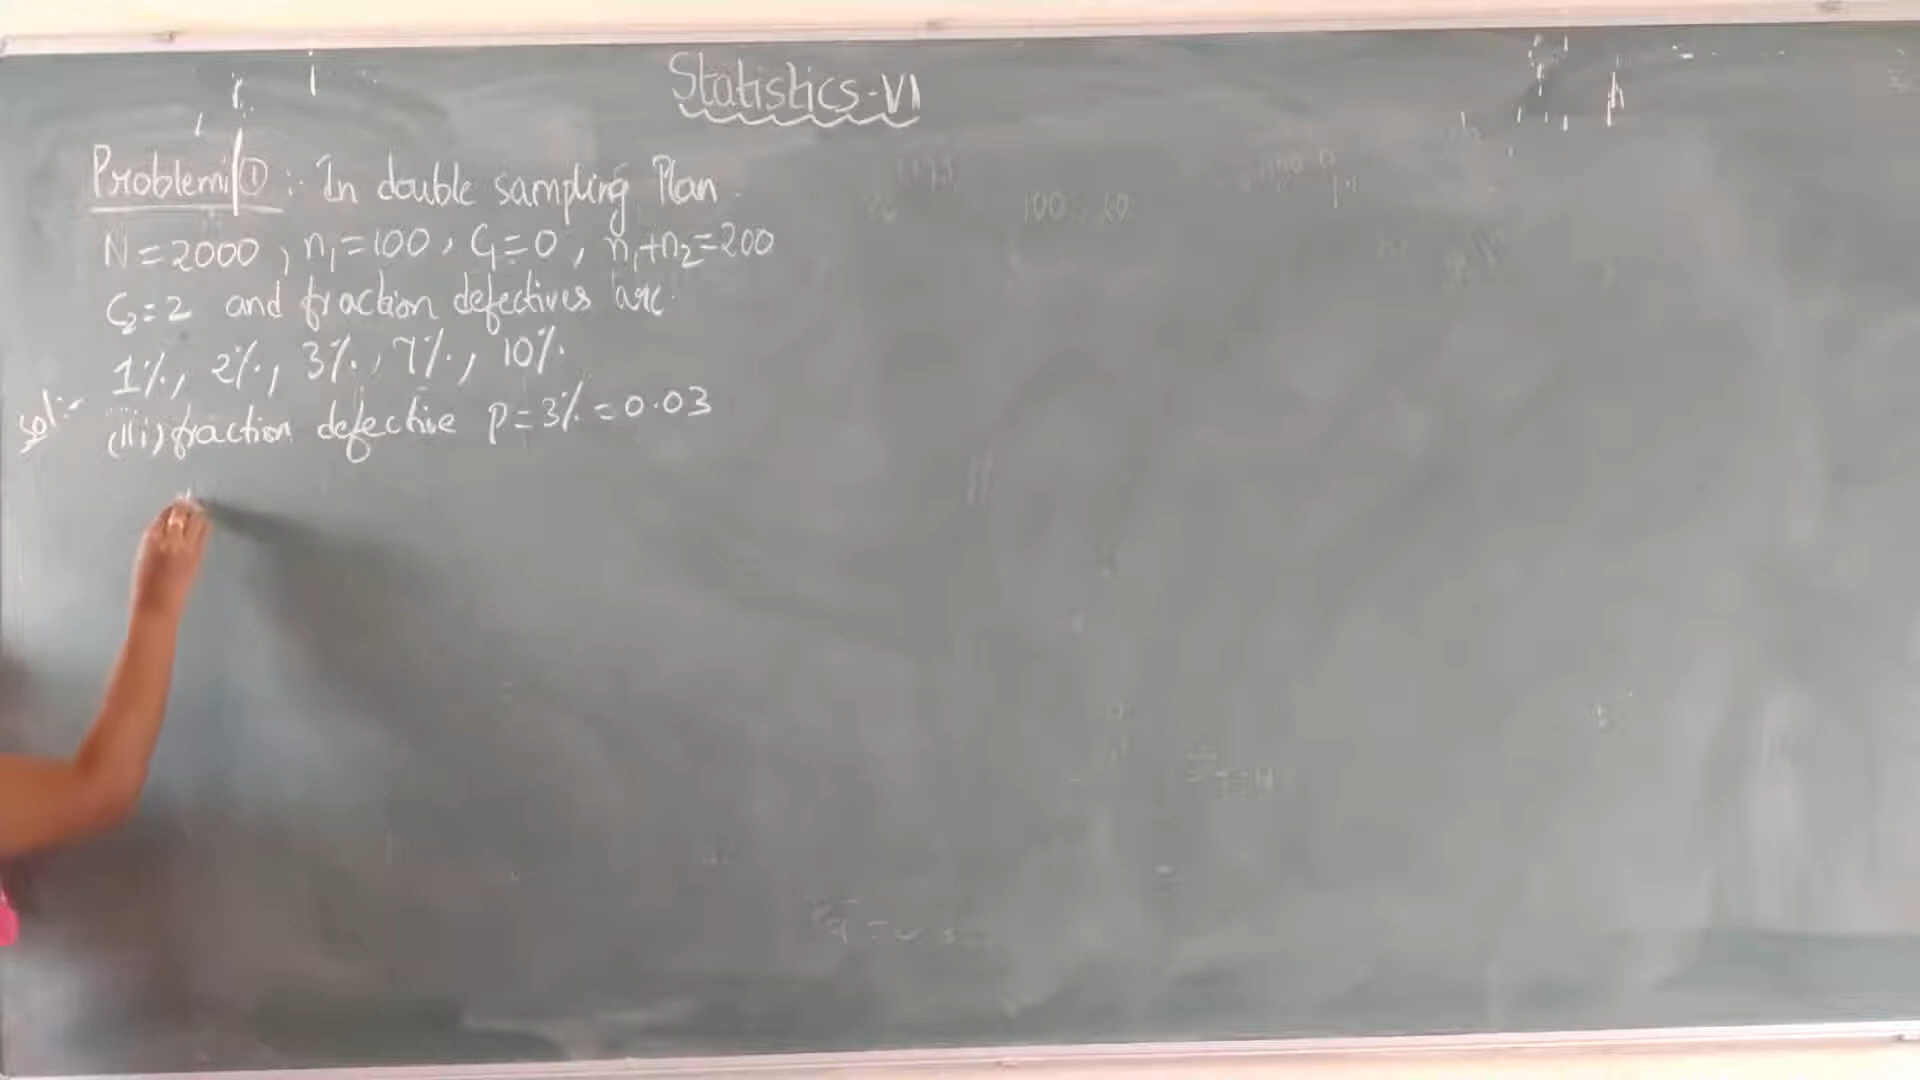 Statistics-VI
Problem ① :- In double sampling Plan.
N=2000, n₁=100, C₁=0, n₁+n₂=200
C₂=2 and fraction defectives are
1%, 2%, 3%, 7%, 10%.
Sol:- (iii) fraction defective P=3%=0.03